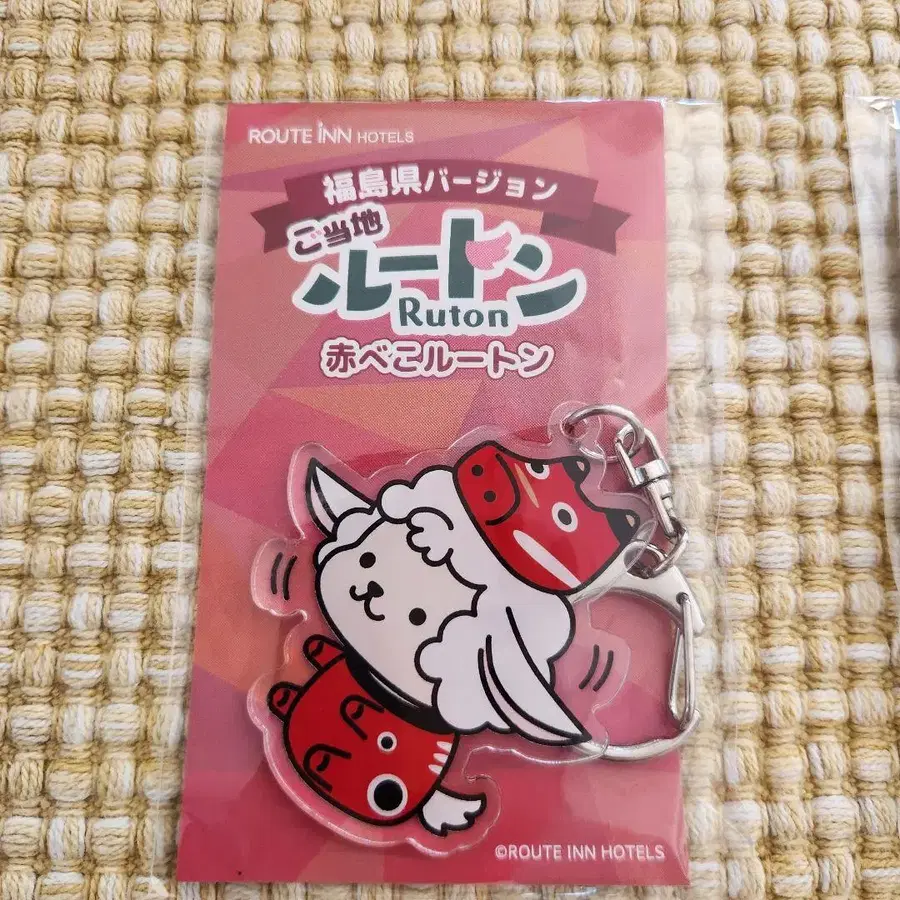 ROUTE INN HOTELS
福島県バージョン
ご当地
ルートン
Ruton
赤べこルートン
©ROUTE INN HOTELS